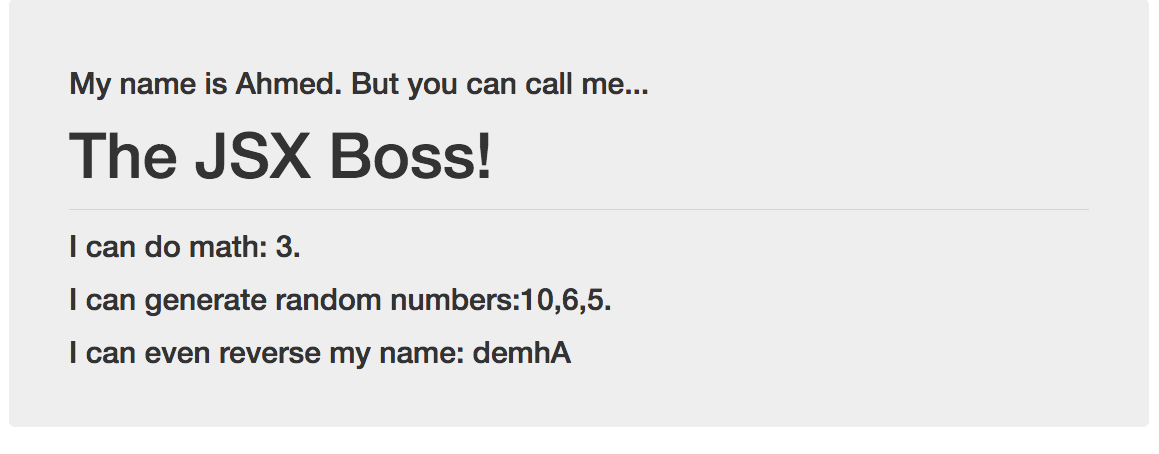 My name is Ahmed. But you can call me...
The JSX Boss!
I can do math: 3.
I can generate random numbers:10,6,5.
I can even reverse my name: demhA